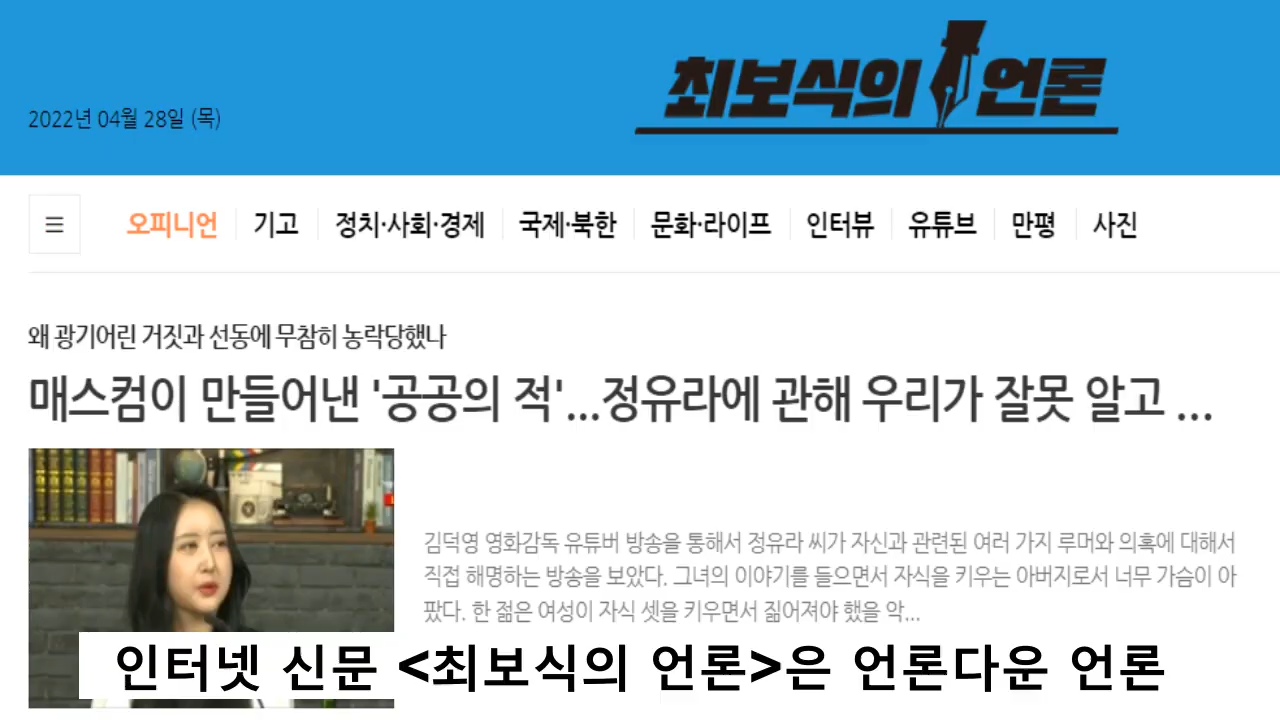 최보식의 언론
2022년 04월 28일 (목)
오피니언 기고 정치·사회·경제 국제·북한 문화·라이프 인터뷰 유튜브 만평 사진
왜 광기어린 거짓과 선동에 무참히 농락당했나
매스컴이 만들어낸 '공공의 적'...정유라에 관해 우리가 잘못 알고 ...
김덕영 영화감독 유튜버 방송을 통해서 정유라 씨가 자신과 관련된 여러 가지 루머와 의혹에 대해서
직접 해명하는 방송을 보았다. 그녀의 이야기를 들으면서 자식을 키우는 아버지로서 너무 가슴이 아
팠다. 한 젊은 여성이 자식 셋을 키우면서 짊어져야 했을 악...
인터넷 신문 <최보식의 언론>은 언론다운 언론